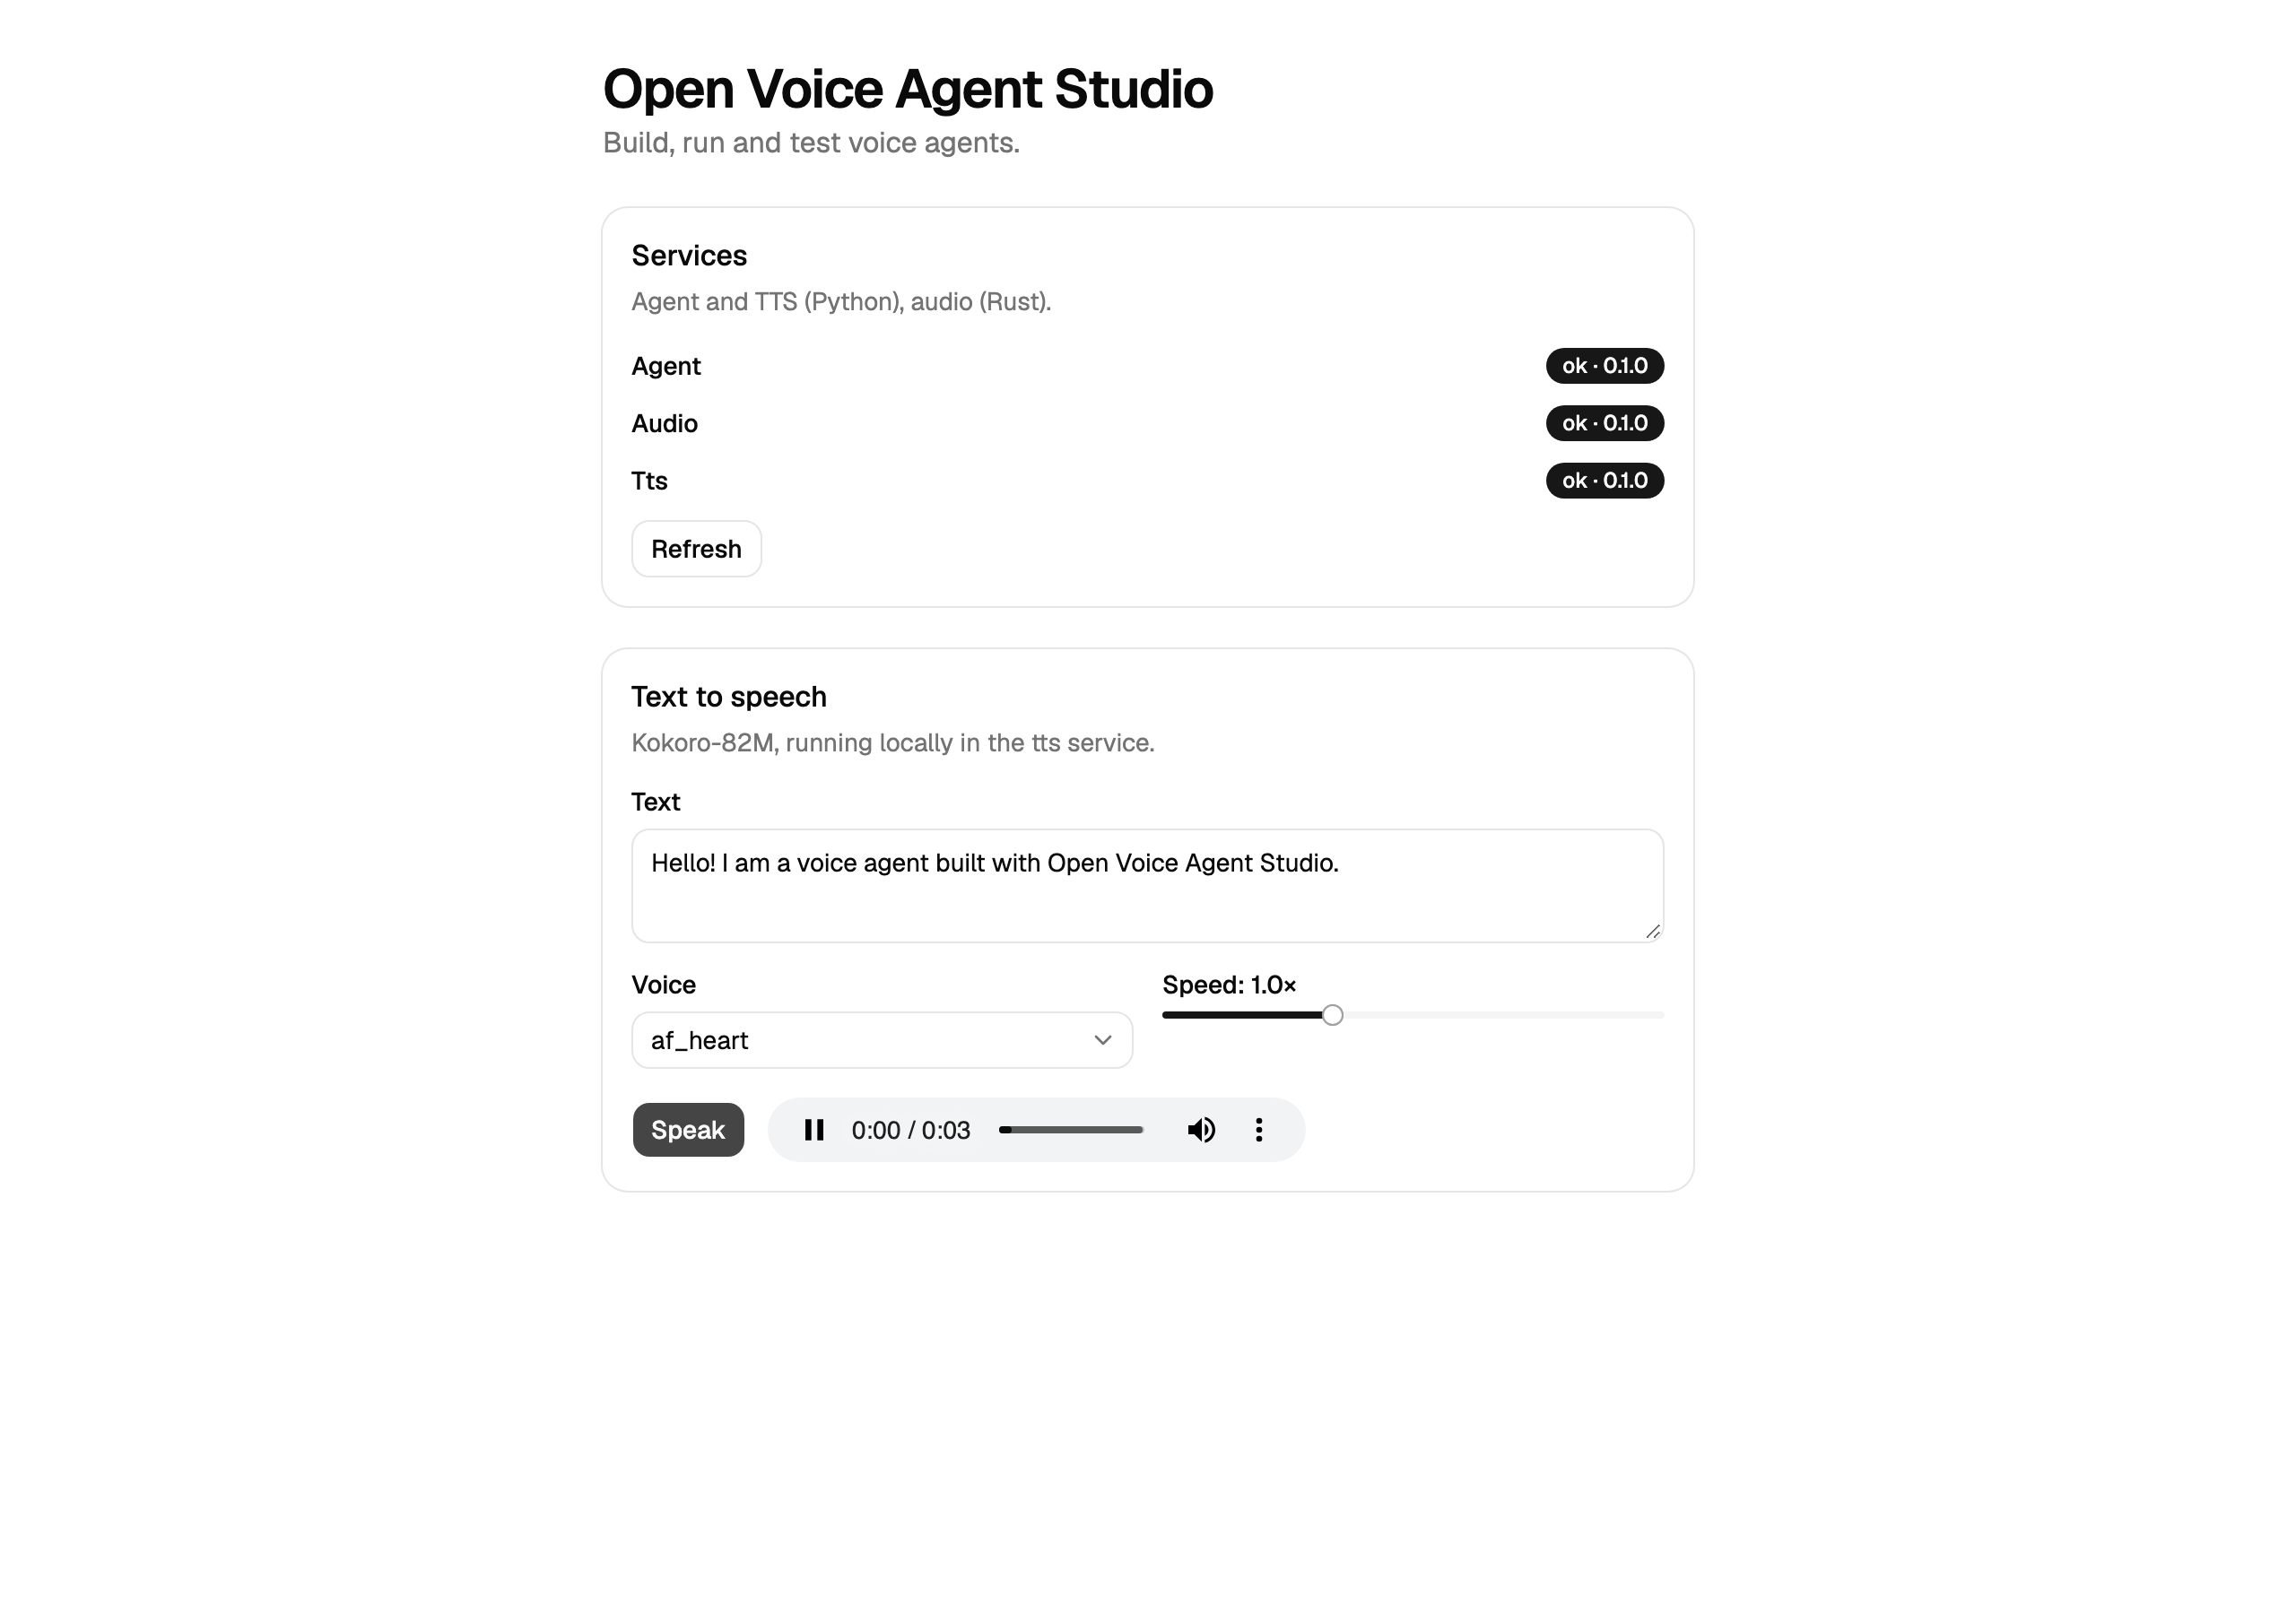 Open Voice Agent Studio
Build, run and test voice agents.
Services
Agent and TTS (Python), audio (Rust).
Agent
ok · 0.1.0
Audio
ok · 0.1.0
Tts
ok · 0.1.0
Refresh
Text to speech
Kokoro-82M, running locally in the tts service.
Text
Hello! I am a voice agent built with Open Voice Agent Studio.
Voice
Speed: 1.0×
af_heart
Speak
0:00 / 0:03